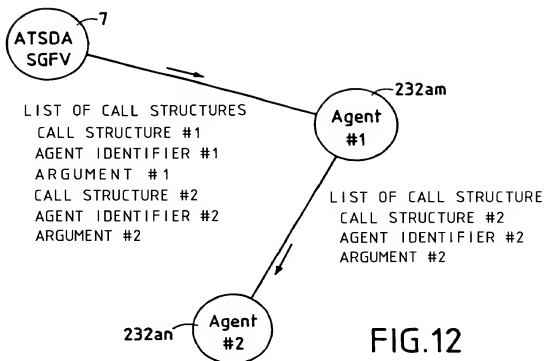 7
ATSDA
SGFV
232am
Agent
#1
LIST OF CALL STRUCTURES
CALL STRUCTURE #1
AGENT IDENTIFIER #1
ARGUMENT #1
CALL STRUCTURE #2
AGENT IDENTIFIER #2
ARGUMENT #2
LIST OF CALL STRUCTURE
CALL STRUCTURE #2
AGENT IDENTIFIER #2
ARGUMENT #2
232an
Agent
#2
FIG.12